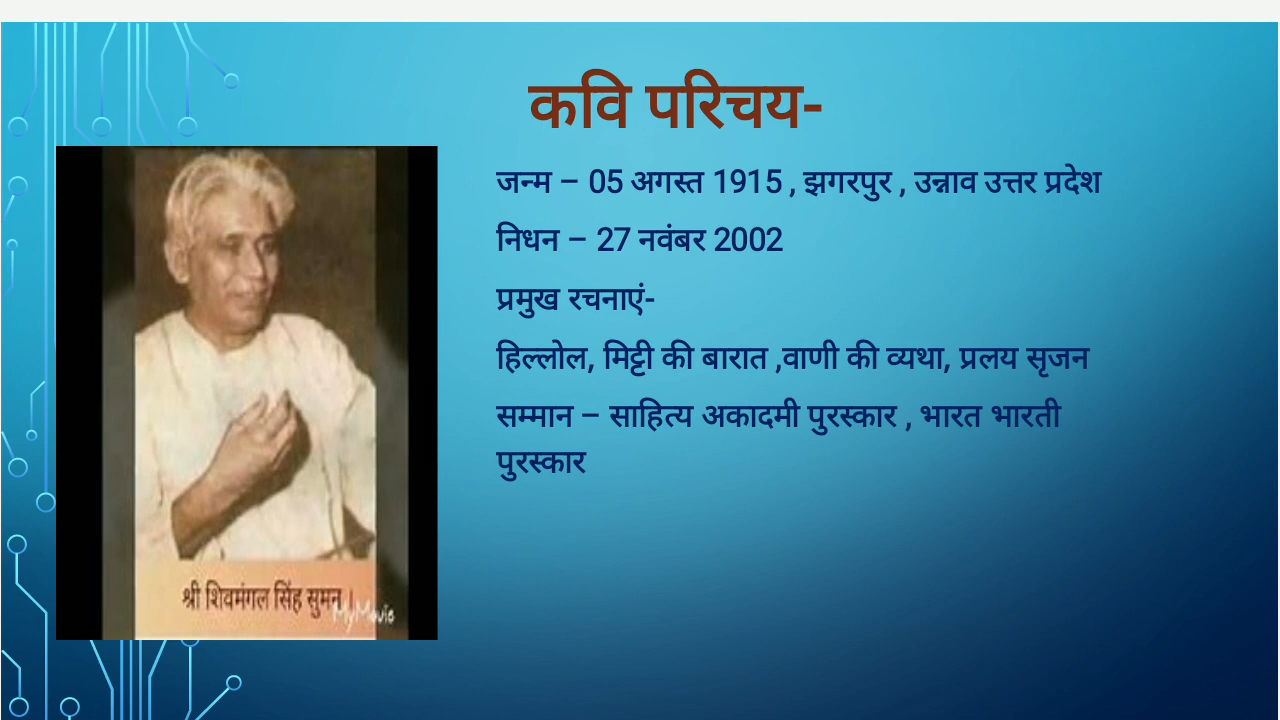 कवि परिचय-
जन्म – 05 अगस्त 1915 , झगरपुर , उन्नाव उत्तर प्रदेश
निधन – 27 नवंबर 2002
प्रमुख रचनाएं-
हिल्लोल, मिट्टी की बारात ,वाणी की व्यथा, प्रलय सृजन
सम्मान – साहित्य अकादमी पुरस्कार , भारत भारती
पुरस्कार
श्री शिवमंगल सिंह सुमन ।
MyMovie